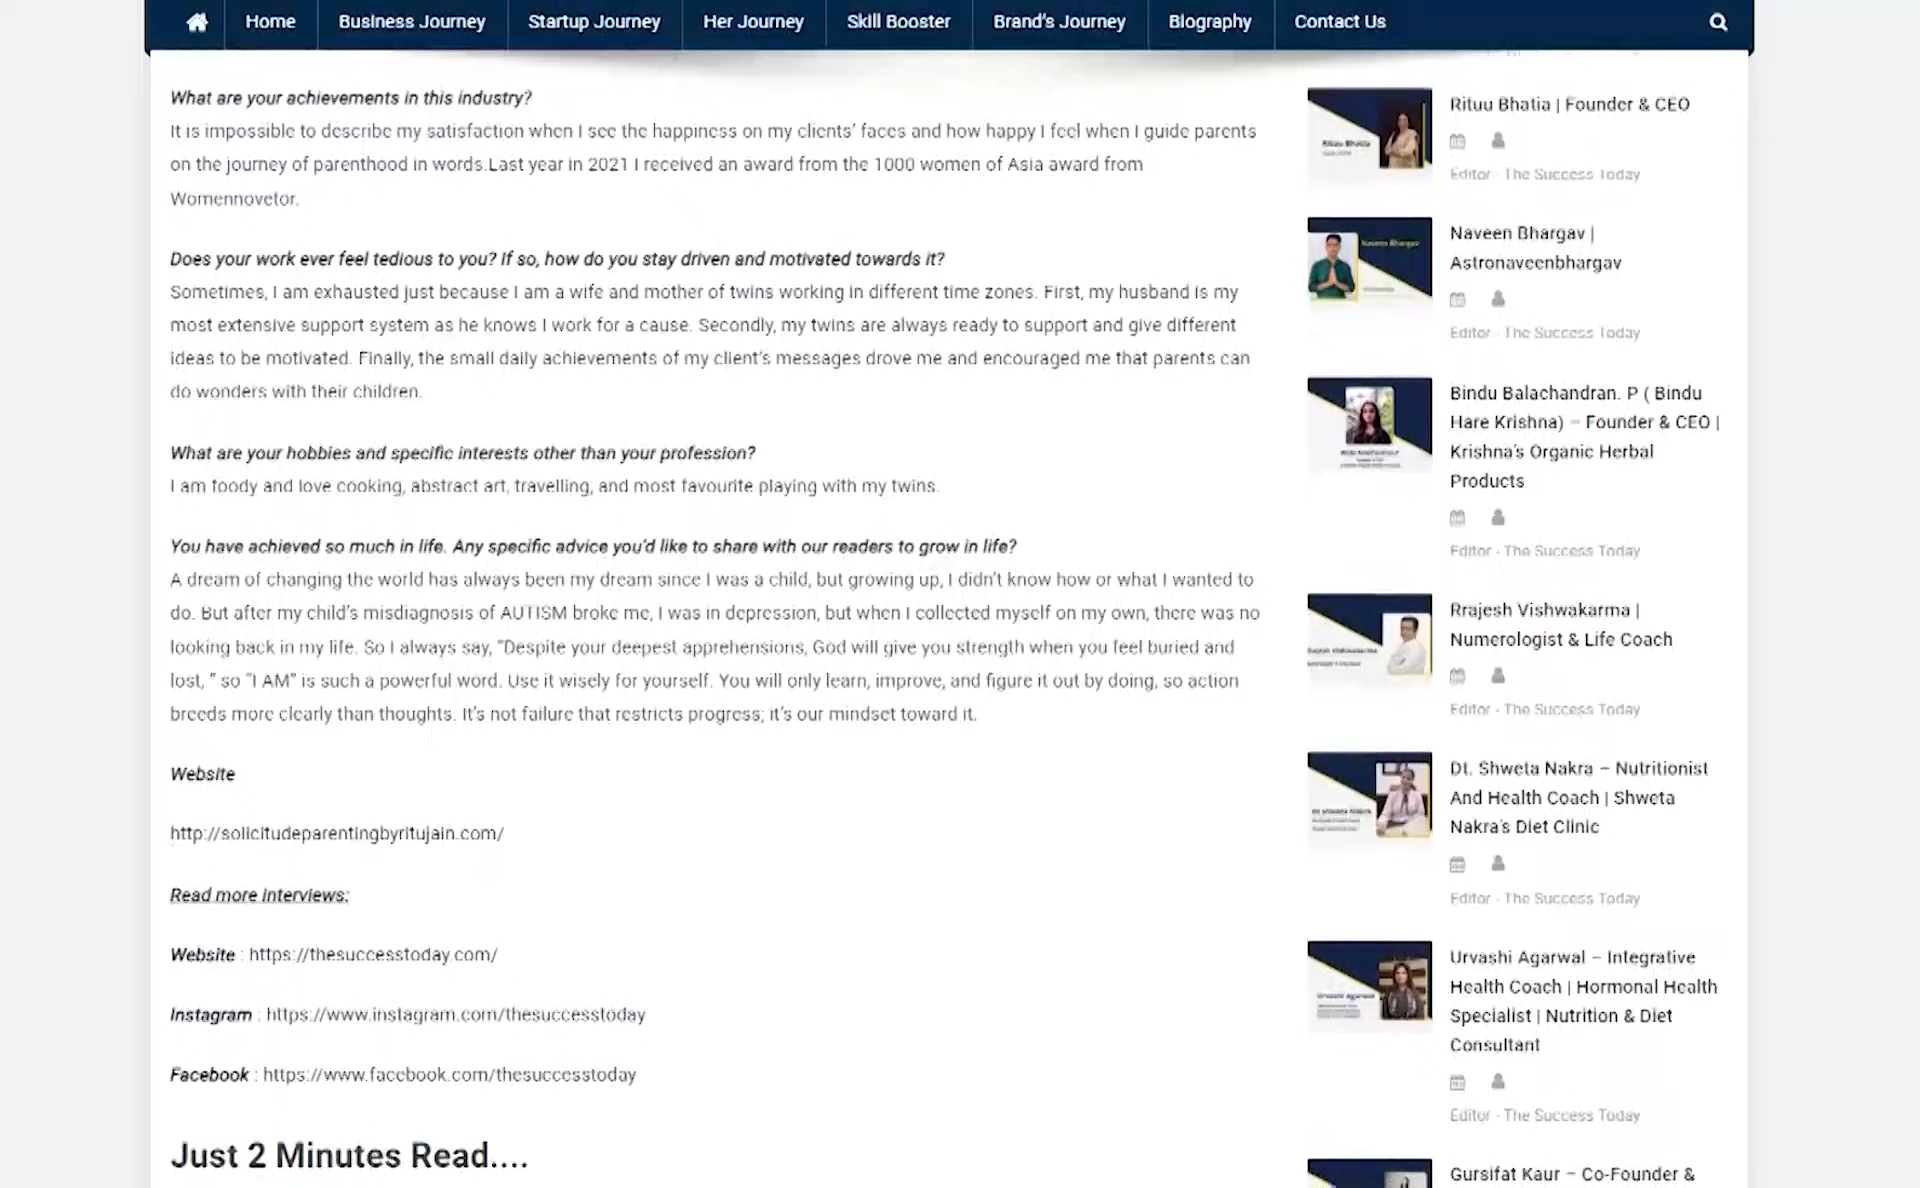 Home
Business Journey
Startup Journey
Her Journey
Skill Booster
Brand's Journey
Biography
Contact Us
What are your achievements in this industry?
It is impossible to describe my satisfaction when I see the happiness on my clients' faces and how happy I feel when I guide parents
on the journey of parenthood in words.Last year in 2021 I received an award from the 1000 women of Asia award from
Womennovetor.
Does your work ever feel tedious to you? If so, how do you stay driven and motivated towards it?
Sometimes, I am exhausted just because I am a wife and mother of twins working in different time zones. First, my husband is my
most extensive support system as he knows I work for a cause. Secondly, my twins are always ready to support and give different
ideas to be motivated. Finally, the small daily achievements of my client's messages drove me and encouraged me that parents can
do wonders with their children.
What are your hobbies and specific interests other than your profession?
I am foody and love cooking, abstract art, travelling, and most favourite playing with my twins.
You have achieved so much in life. Any specific advice you'd like to share with our readers to grow in life?
A dream of changing the world has always been my dream since I was a child, but growing up, I didn't know how or what I wanted to
do. But after my child's misdiagnosis of AUTISM broke me, I was in depression, but when I collected myself on my own, there was no
looking back in my life. So I always say, "Despite your deepest apprehensions, God will give you strength when you feel buried and
lost, " so "I AM" is such a powerful word. Use it wisely for yourself. You will only learn, improve, and figure it out by doing, so action
breeds more clearly than thoughts. It's not failure that restricts progress; it's our mindset toward it.
Website
http://solicitudeparentingbyritujain.com/
Read more Interviews:
Website : https://thesuccesstoday.com/
Instagram : https://www.instagram.com/thesuccesstoday
Facebook : https://www.facebook.com/thesuccesstoday
Just 2 Minutes Read....
Rituu Bhatia
Rituu Bhatia | Founder & CEO
Editor - The Success Today
Naveen Bhargav
Naveen Bhargav |
Astronaveenbhargav
Editor - The Success Today
Bindu Balachandran. P ( Bindu
Hare Krishna) – Founder & CEO |
Krishna's Organic Herbal
Products
Editor - The Success Today
Rrajesh Vishwakarma |
Numerologist & Life Coach
Editor - The Success Today
Dt. Shweta Nakra – Nutritionist
And Health Coach | Shweta
Nakra's Diet Clinic
Editor - The Success Today
Urvashi Agarwal
Urvashi Agarwal – Integrative
Health Coach | Hormonal Health
Specialist | Nutrition & Diet
Consultant
Editor - The Success Today
Gursifat Kaur – Co-Founder &